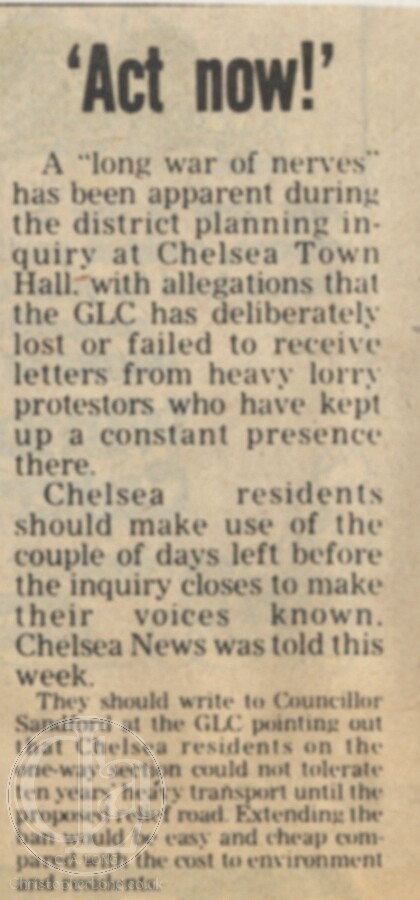 'Act now!'
A "long war of nerves"
has been apparent during
the district planning in-
quiry at Chelsea Town
Hall. with allegations that
the GLC has deliberately
lost or failed to receive
letters from heavy lorry
protestors who have kept
up a constant presence
there.
Chelsea residents
should make use of the
couple of days left before
the inquiry closes to make
their voices known.
Chelsea News was told this
week.
They should write to Councillor
Sandford at the GLC pointing out
that Chelsea residents on the
one-way section could not tolerate
ten years' heavy transport until the
proposed relief road. Extending the
ban would be easy and cheap com-
pared with the cost to environment
and residents.